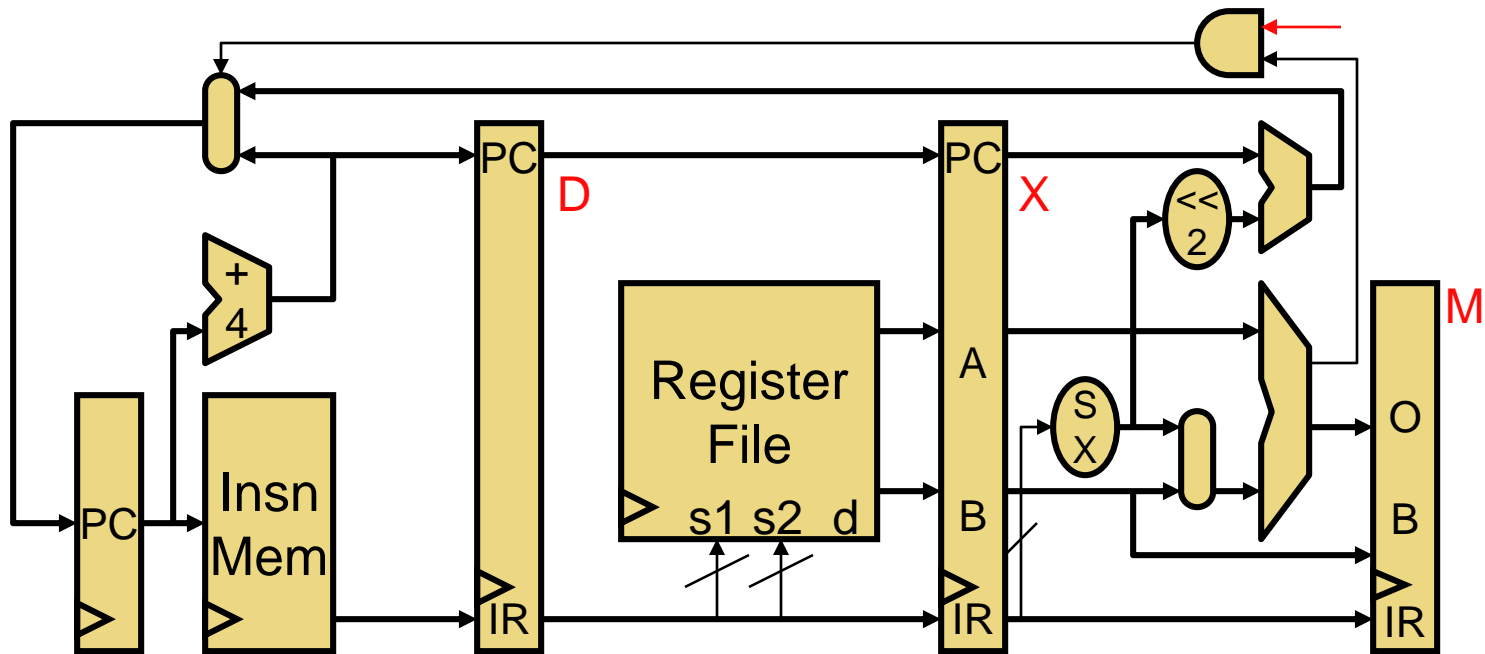 PC
D
PC
X
<<
2
+
4
M
Register
File
A
S
X
O
Insn
Mem
PC
s1 s2 d
B
B
IR
IR
IR